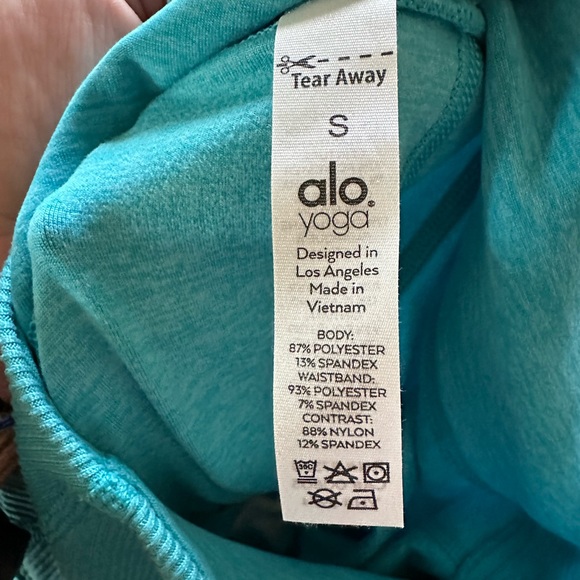 Tear Away
S
alo®
yoga
Designed in
Los Angeles
Made in
Vietnam
BODY:
87% POLYESTER
13% SPANDEX
WAISTBAND:
93% POLYESTER
7% SPANDEX
CONTRAST:
88% NYLON
12% SPANDEX